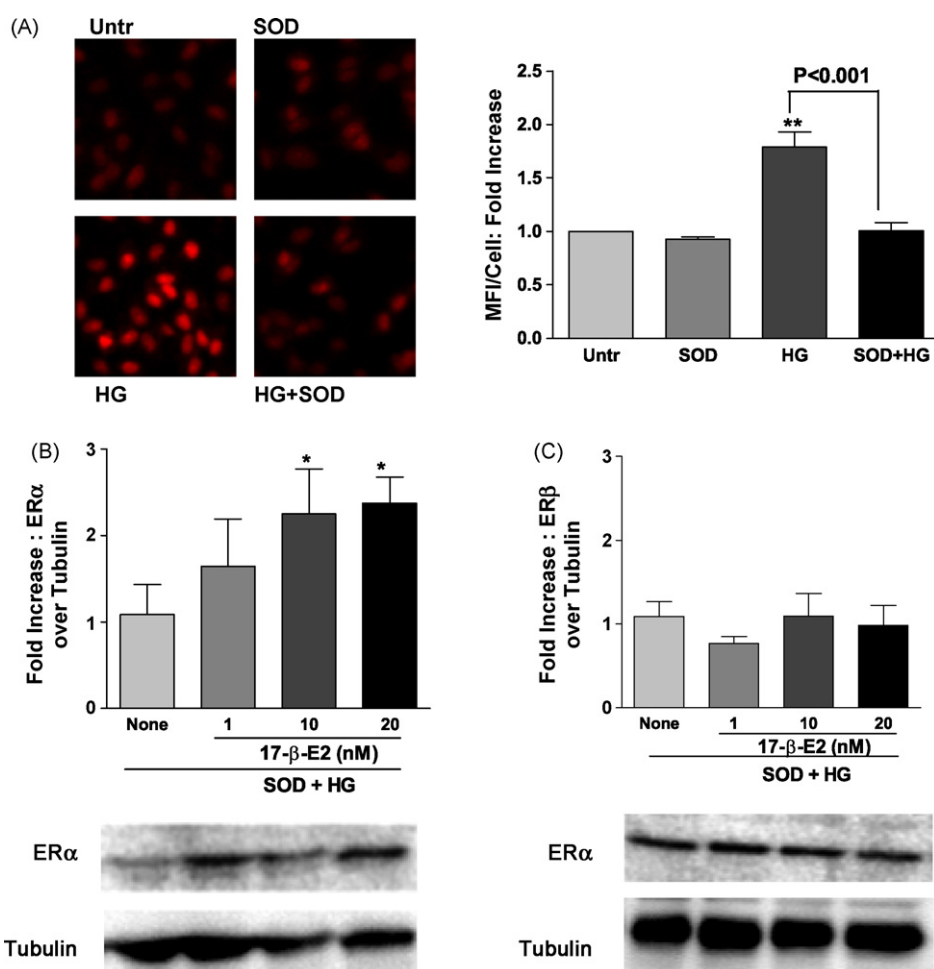 (A)
Untr
SOD
HG
HG+SOD
MFI/Cell: Fold Increase
2.5
2.0
1.5
1.0
0.5
0.0
P<0.001
**
Untr
SOD
HG
SOD+HG
(B)
Fold Increase : ERα
over Tubulin
3
2
1
0
*
*
None
1
10
20
17-β-E2 (nM)
SOD + HG
ERα
Tubulin
(C)
Fold Increase : ERβ
over Tubulin
3
2
1
0
None
1
10
20
17-β-E2 (nM)
SOD + HG
ERα
Tubulin